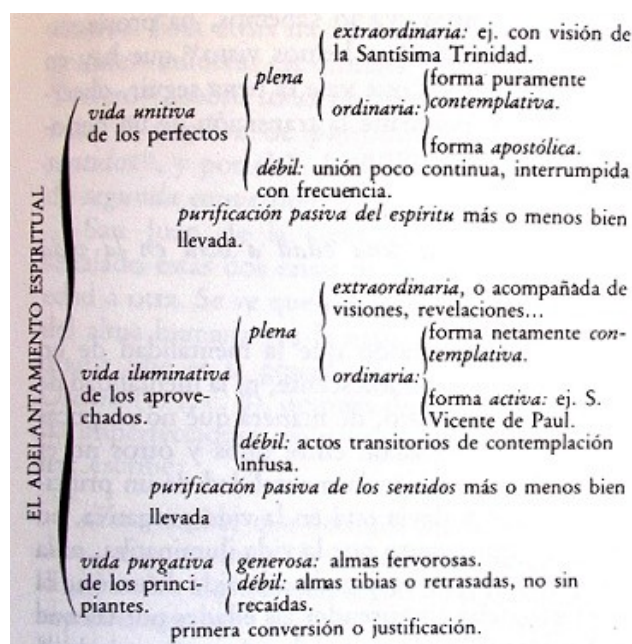 EL ADELANTAMIENTO ESPIRITUAL
vida unitiva
de los perfectos
plena
extraordinaria: ej. con visión de
la Santísima Trinidad.
ordinaria:
forma puramente
contemplativa.
forma apostólica.
débil: unión poco continua, interrumpida
con frecuencia.
purificación pasiva del espíritu más o menos bien
llevada.
vida iluminativa
de los aprove-
chados.
plena
extraordinaria, o acompañada de
visiones, revelaciones...
ordinaria:
forma netamente con-
templativa.
forma activa: ej. S.
Vicente de Paul.
débil: actos transitorios de contemplación
infusa.
purificación pasiva de los sentidos más o menos bien
llevada
vida purgativa
de los princi-
piantes.
generosa: almas fervorosas.
débil: almas tibias o retrasadas, no sin
recaídas.
primera conversión o justificación.